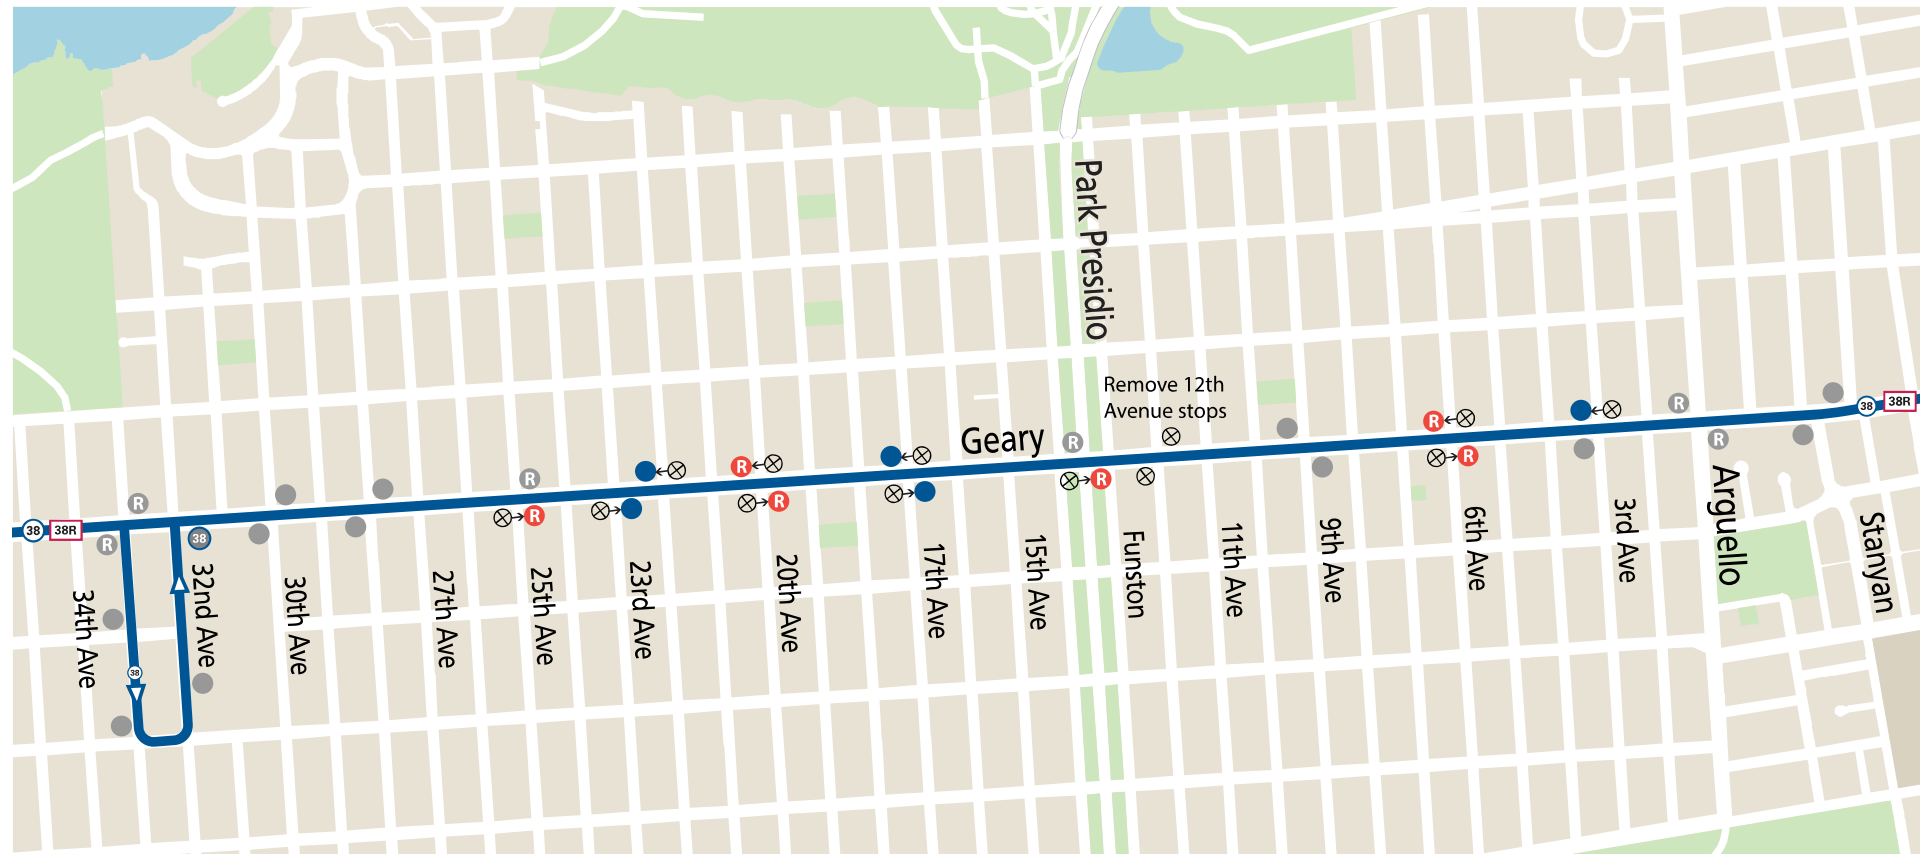 Park Presidio
Remove 12th
Avenue stops
Geary
R
R
R
R
R
R
R
R
R
R
R
R
38
38R
38
38R
38
38
34th Ave
32nd Ave
30th Ave
27th Ave
25th Ave
23rd Ave
20th Ave
17th Ave
15th Ave
Funston
11th Ave
9th Ave
6th Ave
3rd Ave
Arguello
Stanyan